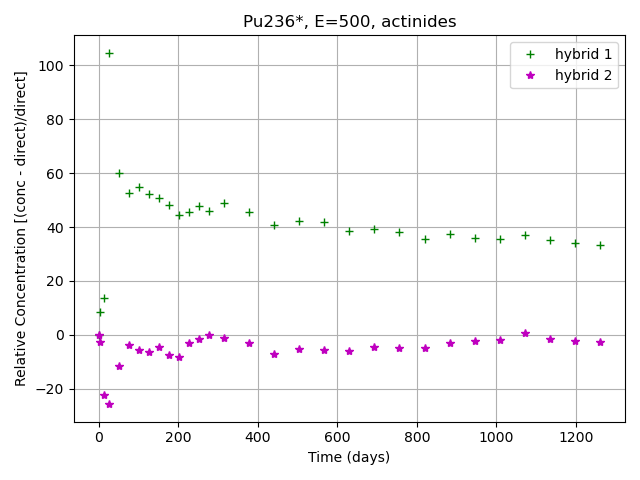 Pu236*, E=500, actinides
Relative Concentration [(conc - direct)/direct]
100
80
60
40
20
0
−20
hybrid 1
hybrid 2
0 200 400 600 800 1000 1200
Time (days)